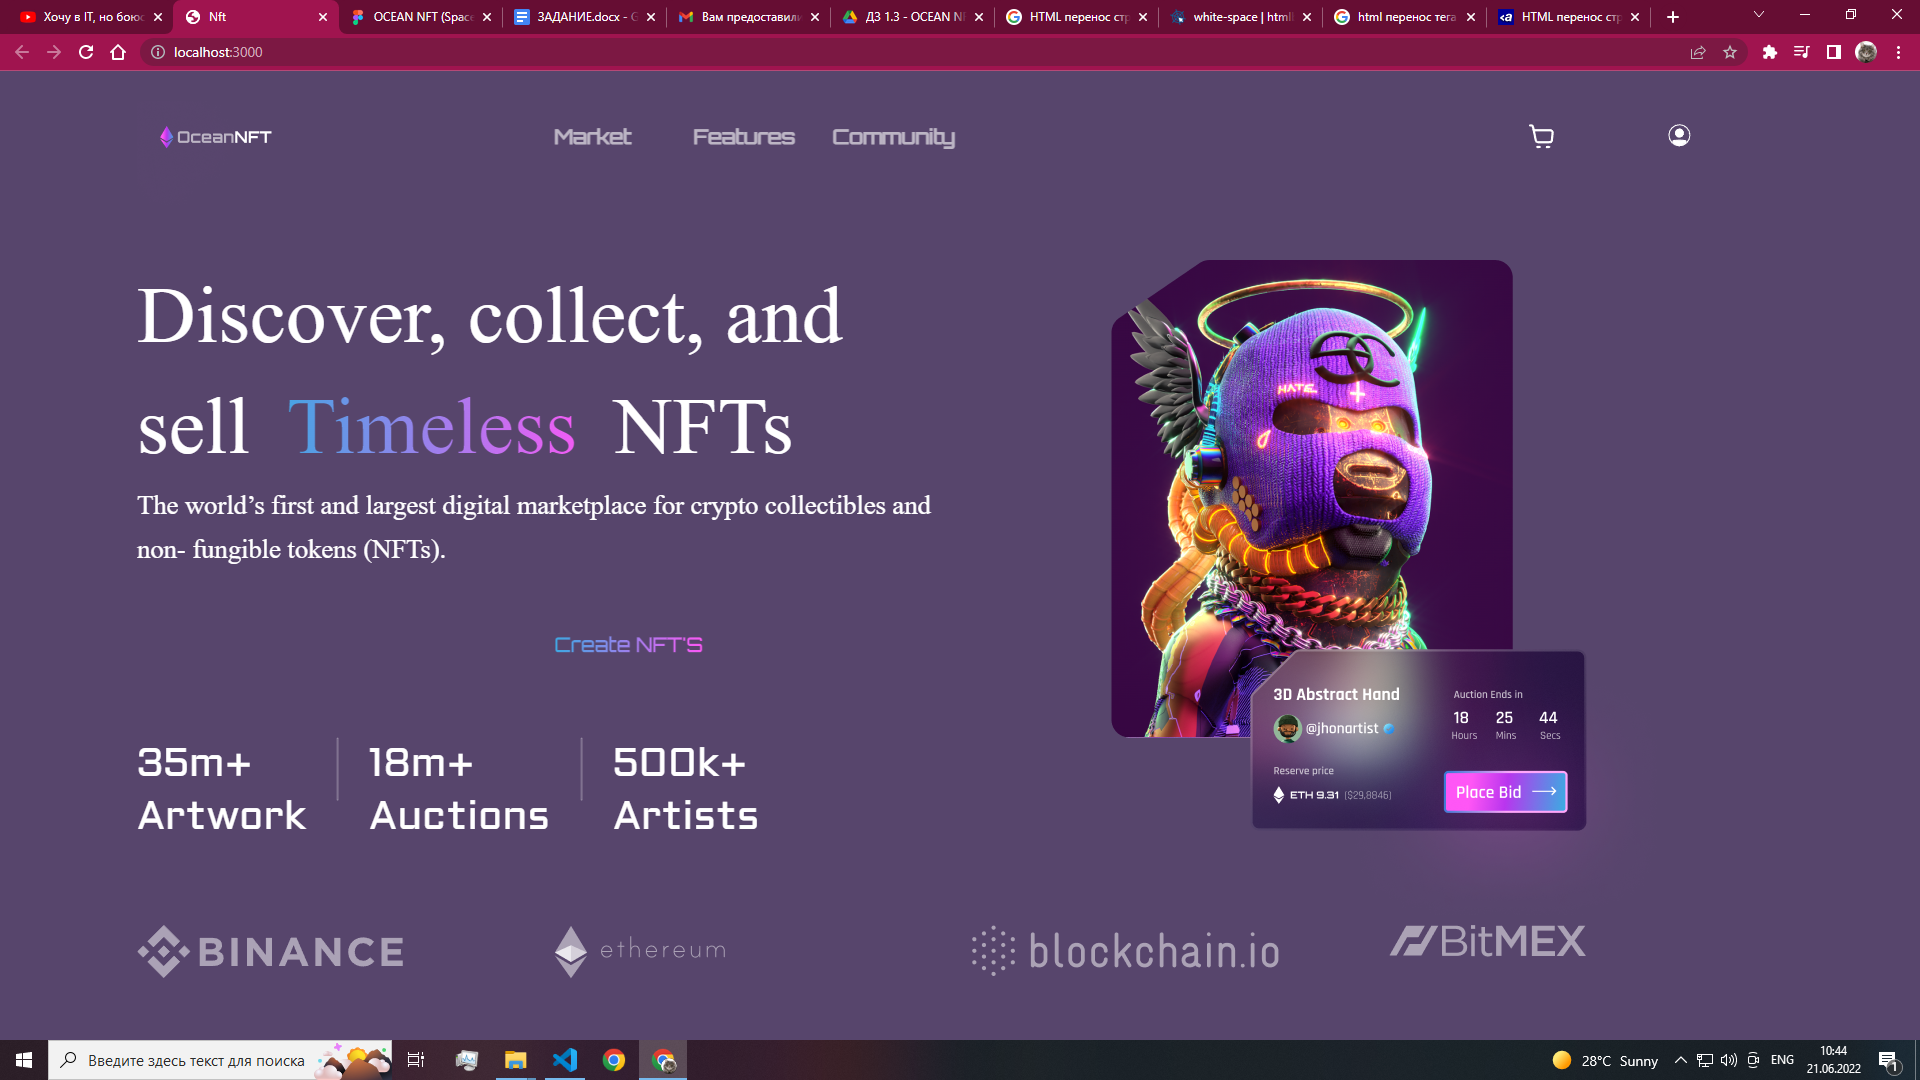 Хочу в IT, но боюс
Nft
OCEAN NFT (Space
ЗАДАНИЕ.docx - G
Вам предоставили
ДЗ 1.3 - OCEAN NF
HTML перенос стр
white-space | htmll
html перенос тега
HTML перенос стр
localhost:3000
OceanNFT
Market
Features
Community
Discover, collect, and
sell Timeless NFTs
The world’s first and largest digital marketplace for crypto collectibles and
non- fungible tokens (NFTs).
Create NFT'S
HATE
3D Abstract Hand
@jhonartist
Auction Ends in
18 25 44
Hours Mins Secs
Reserve price
ETH 9.31 ($29,8846)
Place Bid
35m+
Artwork
18m+
Auctions
500k+
Artists
BINANCE
ethereum
blockchain.io
BitMEX
Введите здесь текст для поиска
28°C Sunny
ENG
10:44
21.06.2022
1